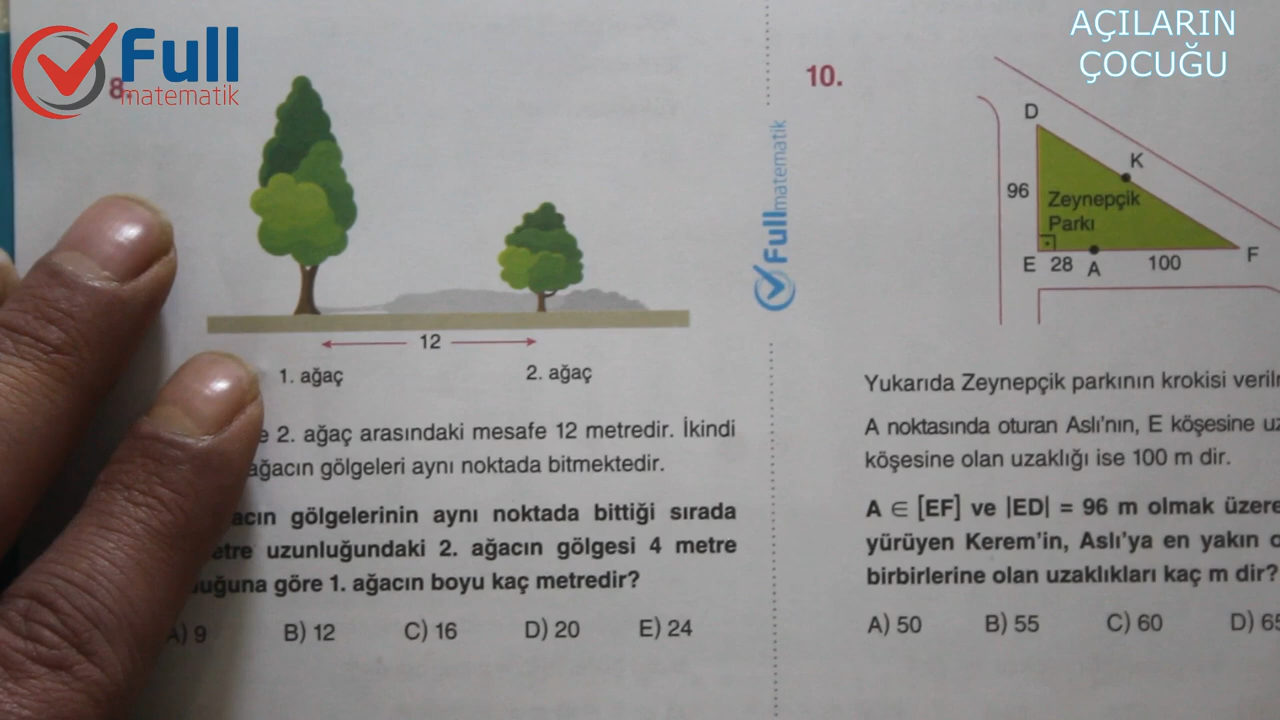 Full
matematik
AÇILARIN
ÇOCUĞU
8.
12
1. ağaç
2. ağaç
2. ağaç arasındaki mesafe 12 metredir. İkindi
ağacın gölgeleri aynı noktada bitmektedir.
gölgelerinin aynı noktada bittiği sırada
uzunluğundaki 2. ağacın gölgesi 4 metre
göre 1. ağacın boyu kaç metredir?
A) 9
B) 12
C) 16
D) 20
E) 24
Fullmatematik
10.
D
K
96
Zeynepçik
Parkı
E
28
A
100
F
Yukarıda Zeynepçik parkının krokisi
A noktasında oturan Aslı'nın, E köşesine
köşesine olan uzaklığı ise 100 m dir.
A ∈ [EF] ve |ED| = 96 m olmak üzere
yürüyen Kerem'in, Aslı'ya en yakın
birbirlerine olan uzaklıkları kaç m dir?
A) 50
B) 55
C) 60
D)